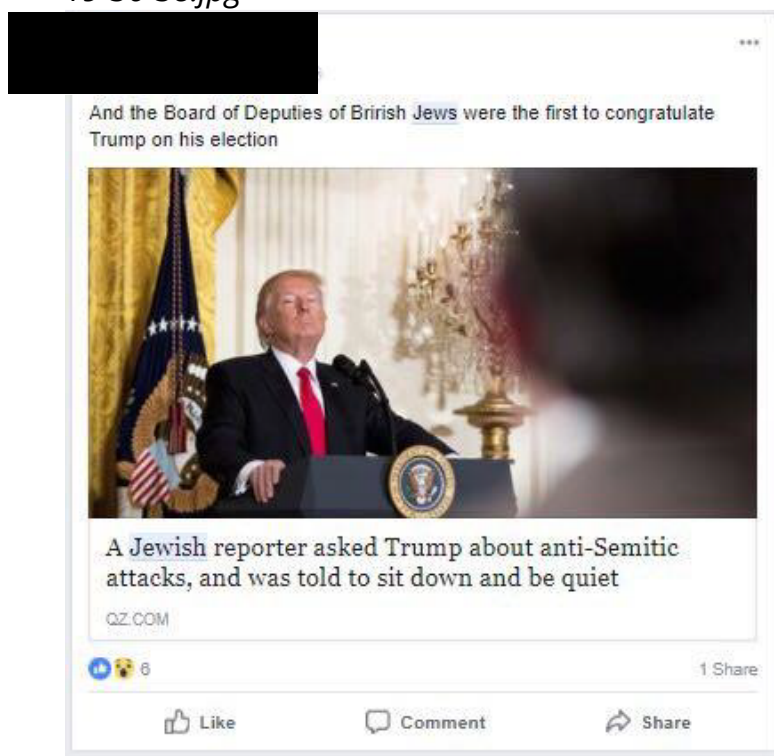 And the Board of Deputies of Brirish Jews were the first to congratulate
Trump on his election
A Jewish reporter asked Trump about anti-Semitic
attacks, and was told to sit down and be quiet
QZ.COM
6
1 Share
Like
Comment
Share